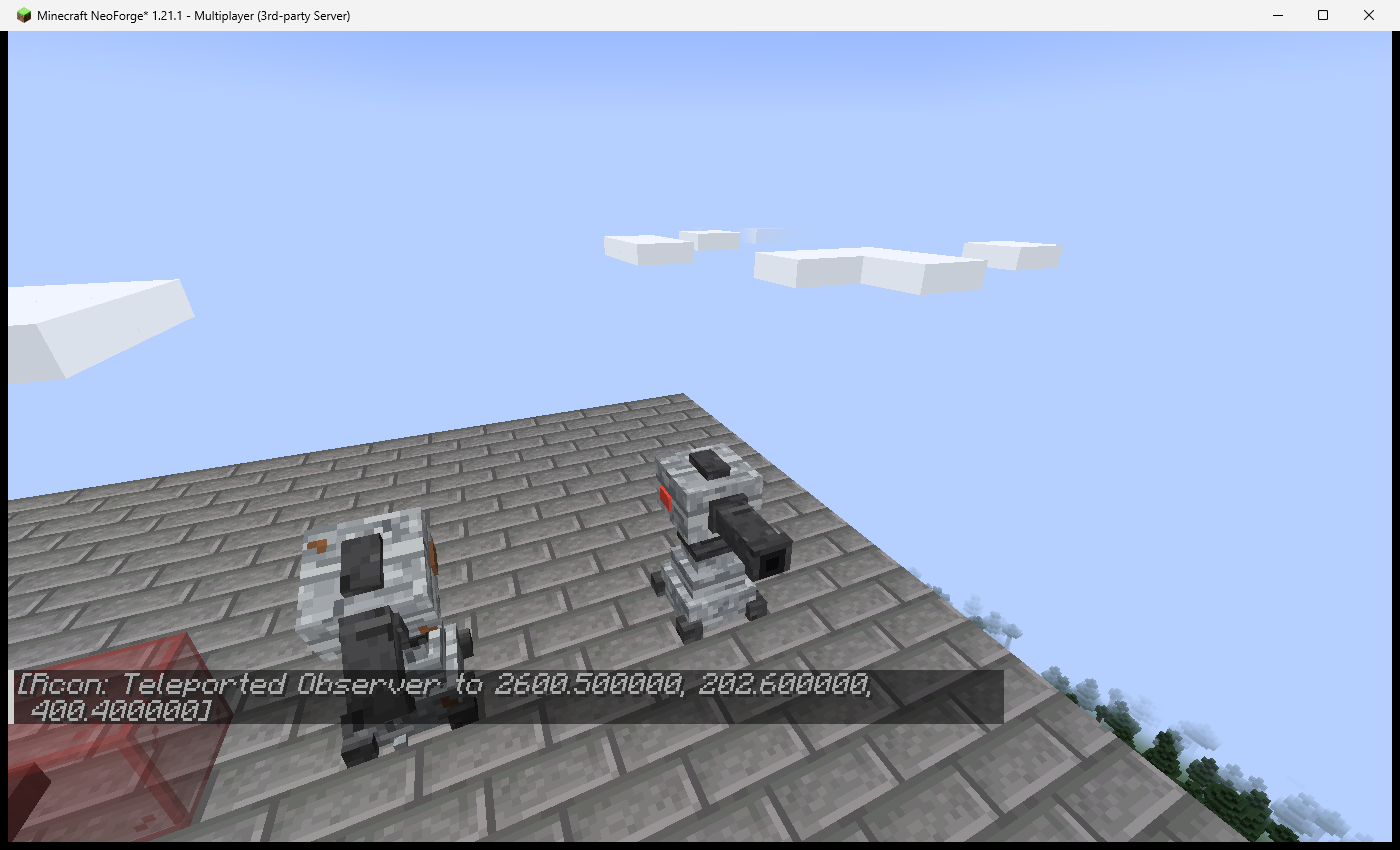 Minecraft NeoForge* 1.21.1 - Multiplayer (3rd-party Server)
[Rcon: Teleported Observer to 2600.500000, 202.600000,
400.400000]